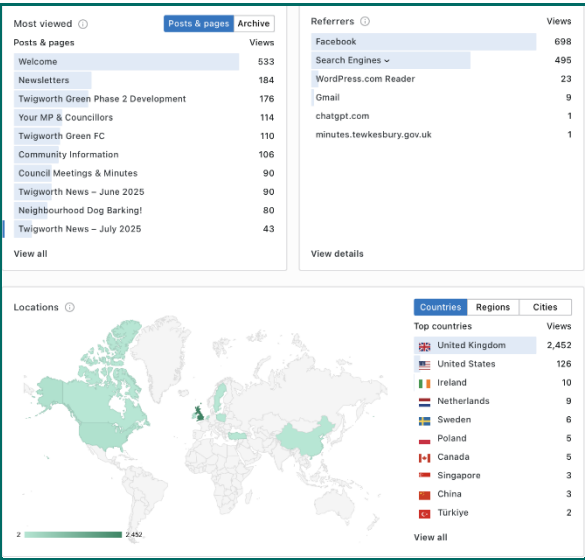 Most viewed
Posts & pages Archive
Posts & pages Views
Welcome 533
Newsletters 184
Twigworth Green Phase 2 Development 176
Your MP & Councillors 114
Twigworth Green FC 110
Community Information 106
Council Meetings & Minutes 90
Twigworth News – June 2025 90
Neighbourhood Dog Barking! 80
Twigworth News – July 2025 43
View all
Referrers Views
Facebook 698
Search Engines 495
WordPress.com Reader 23
Gmail 9
chatgpt.com 1
minutes.tewkesbury.gov.uk 1
View details
Locations
2 2,452
Countries Regions Cities
Top countries Views
United Kingdom 2,452
United States 126
Ireland 10
Netherlands 9
Sweden 6
Poland 5
Canada 5
Singapore 3
China 3
Türkiye 2
View all